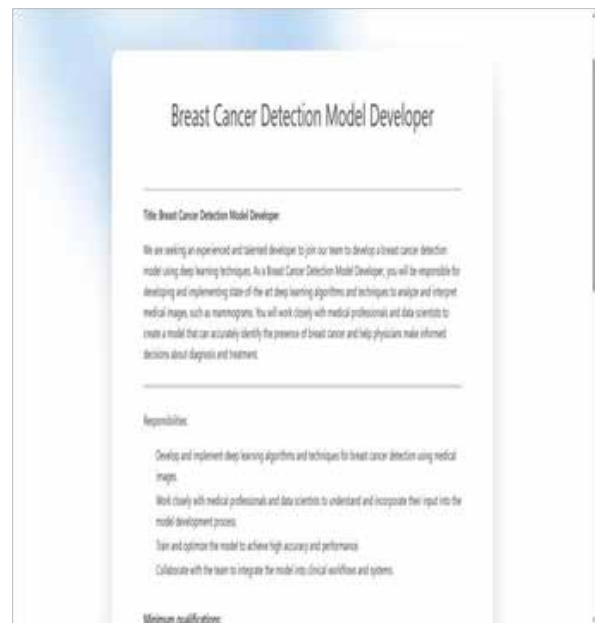 Breast Cancer Detection Model Developer
Title: Breast Cancer Detection Model Developer
We are seeking an experienced and talented developer to join our team to develop a breast cancer detection
model using deep learning techniques. As a Breast Cancer Detection Model Developer, you will be responsible for
developing and implementing state of the art deep learning algorithms and techniques to analyze and interpret
medical images, such as mammograms. You will work closely with medical professionals and data scientists to
create a model that can accurately identify the presence of breast cancer and help physicians make informed
decisions about diagnosis and treatment.
Responsibilities:
Develop and implement deep learning algorithms and techniques for breast cancer detection using medical
images.
Work closely with medical professionals and data scientists to understand and incorporate their input into the
model development process.
Train and optimize the model to achieve high accuracy and performance.
Collaborate with the team to integrate the model into clinical workflows and systems.
Minimum qualifications: